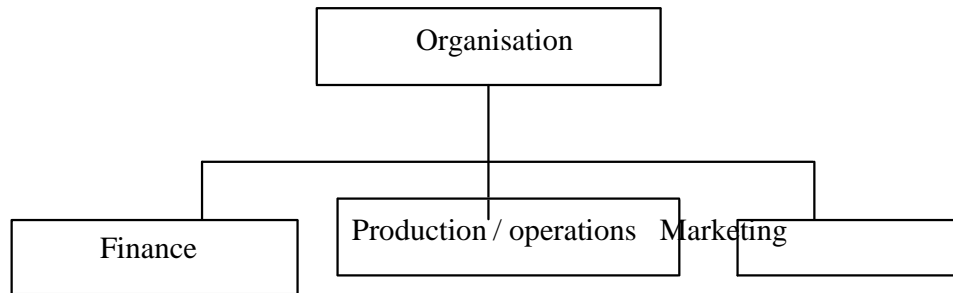 Organisation
Finance
Production / operations
Marketing